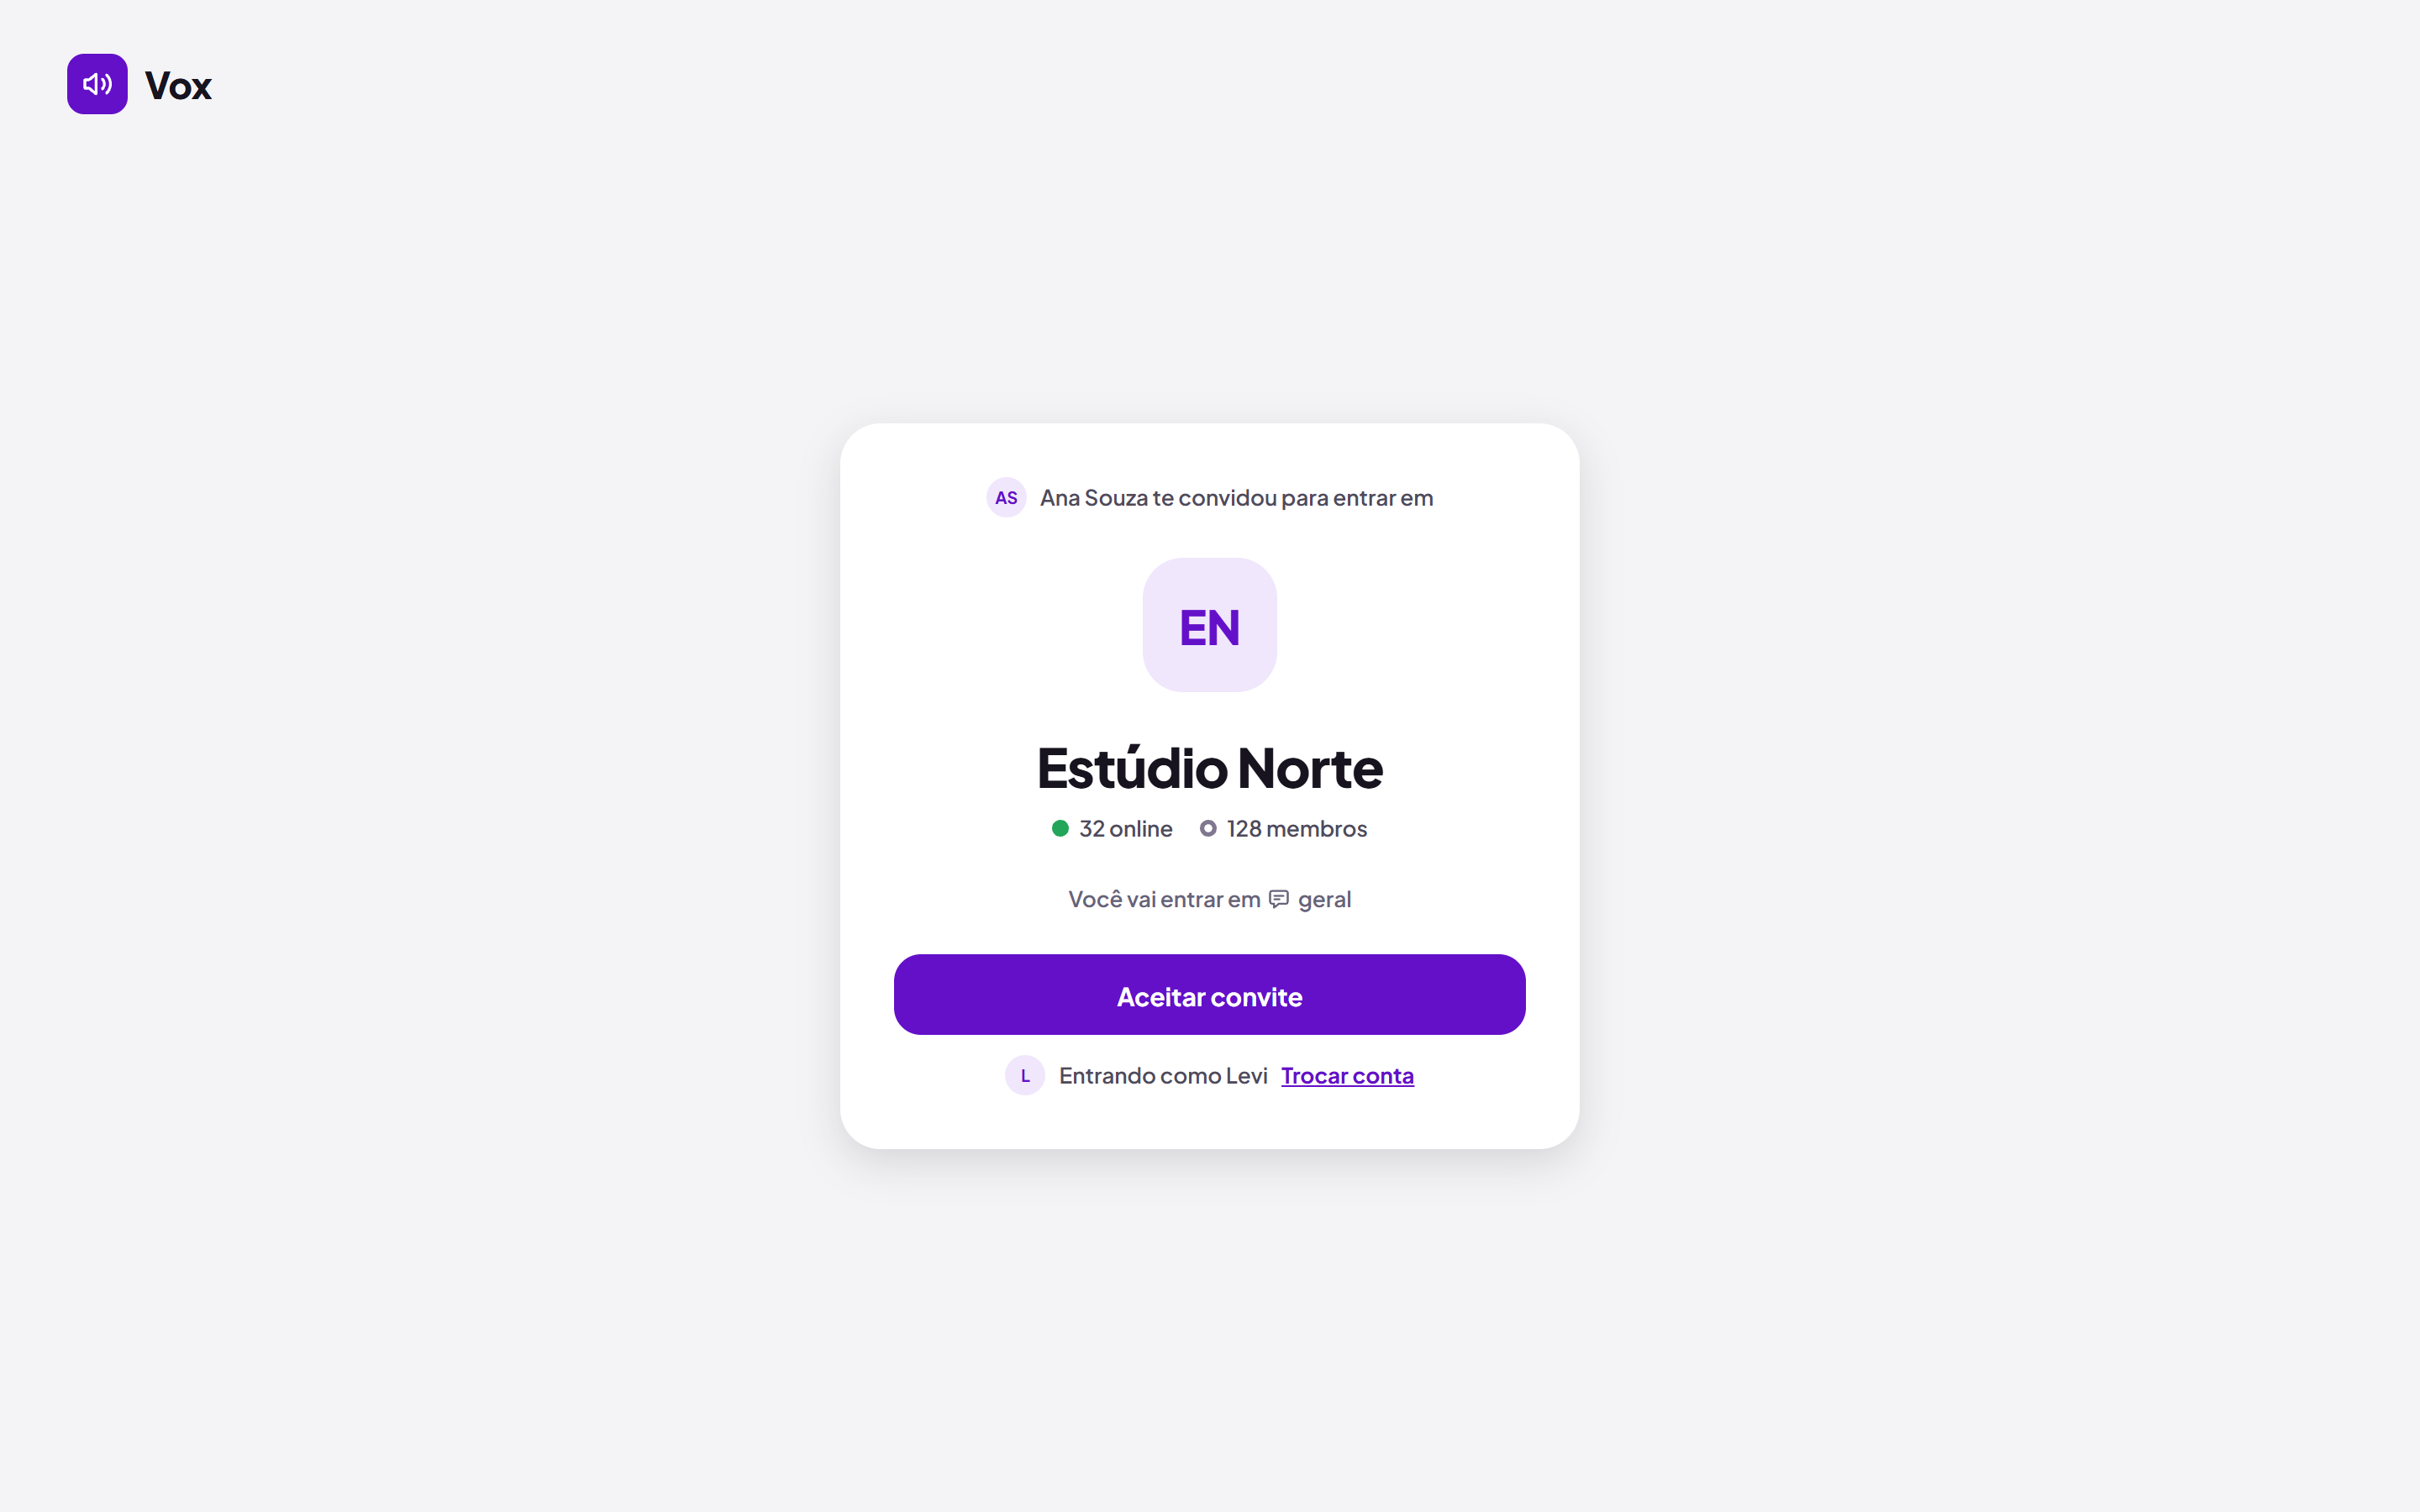 Vox
AS Ana Souza te convidou para entrar em
EN
Estúdio Norte
32 online 128 membros
Você vai entrar em geral
Aceitar convite
L Entrando como Levi Trocar conta